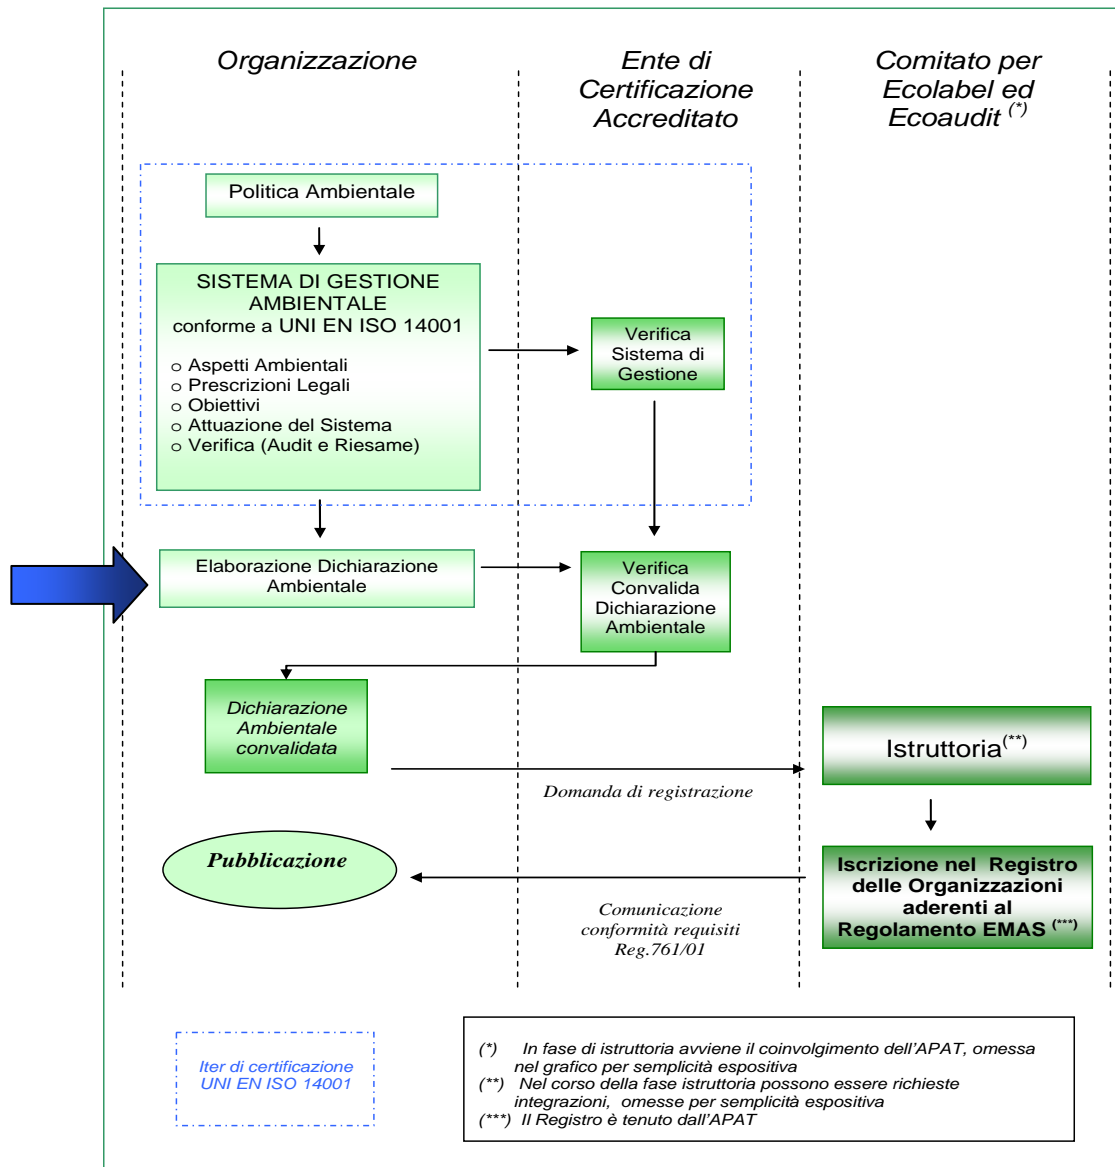 Organizzazione
Ente di
Certificazione
Accreditato
Comitato per
Ecolabel ed
Ecoaudit (*)
Politica Ambientale
SISTEMA DI GESTIONE
AMBIENTALE
conforme a UNI EN ISO 14001
o Aspetti Ambientali
o Prescrizioni Legali
o Obiettivi
o Attuazione del Sistema
o Verifica (Audit e Riesame)
Verifica
Sistema di
Gestione
Elaborazione Dichiarazione
Ambientale
Verifica
Convalida
Dichiarazione
Ambientale
Dichiarazione
Ambientale
convalidata
Istruttoria(**)
Domanda di registrazione
Pubblicazione
Iscrizione nel Registro
delle Organizzazioni
aderenti al
Regolamento EMAS (***)
Comunicazione
conformità requisiti
Reg.761/01
Iter di certificazione
UNI EN ISO 14001
(*) In fase di istruttoria avviene il coinvolgimento dell'APAT, omessa
nel grafico per semplicità espositiva
(**) Nel corso della fase istruttoria possono essere richieste
integrazioni, omesse per semplicità espositiva
(***) Il Registro è tenuto dall'APAT